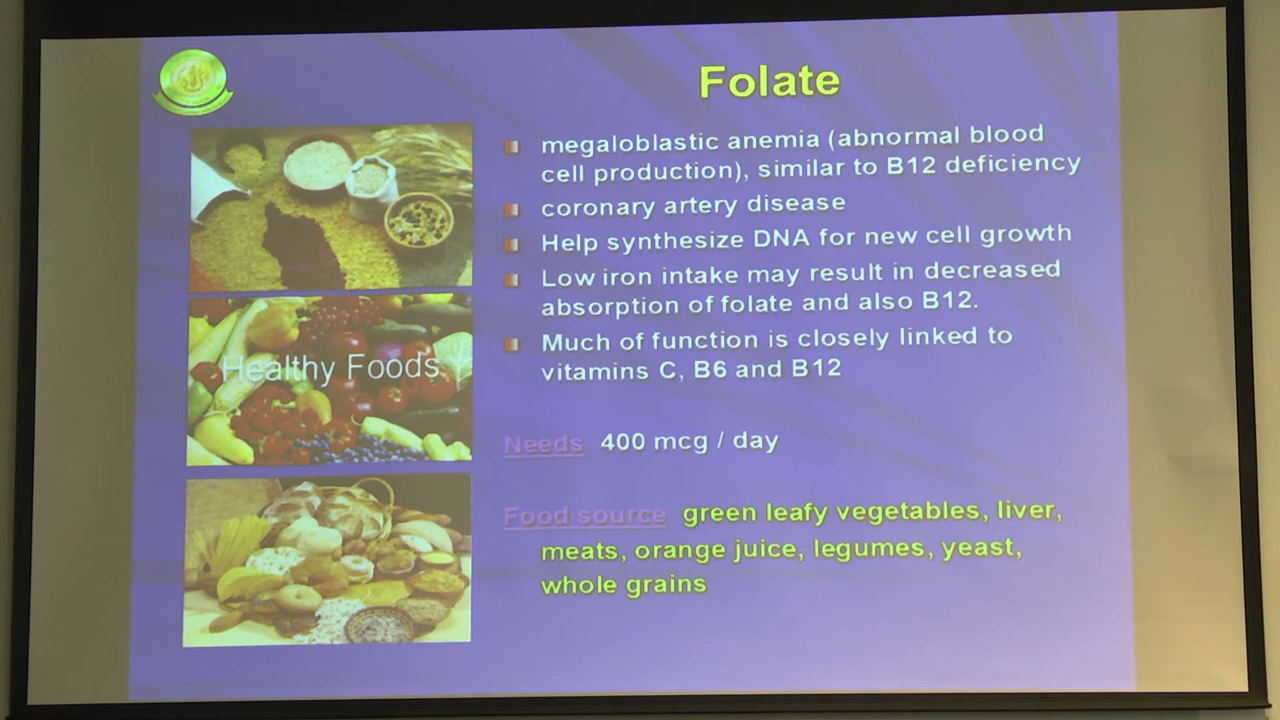 Folate
megaloblastic anemia (abnormal blood
cell production), similar to B12 deficiency
coronary artery disease
Help synthesize DNA for new cell growth
Low iron intake may result in decreased
absorption of folate and also B12.
Much of function is closely linked to
vitamins C, B6 and B12
Needs 400 mcg / day
Food source green leafy vegetables, liver,
meats, orange juice, legumes, yeast,
whole grains
Healthy Foods